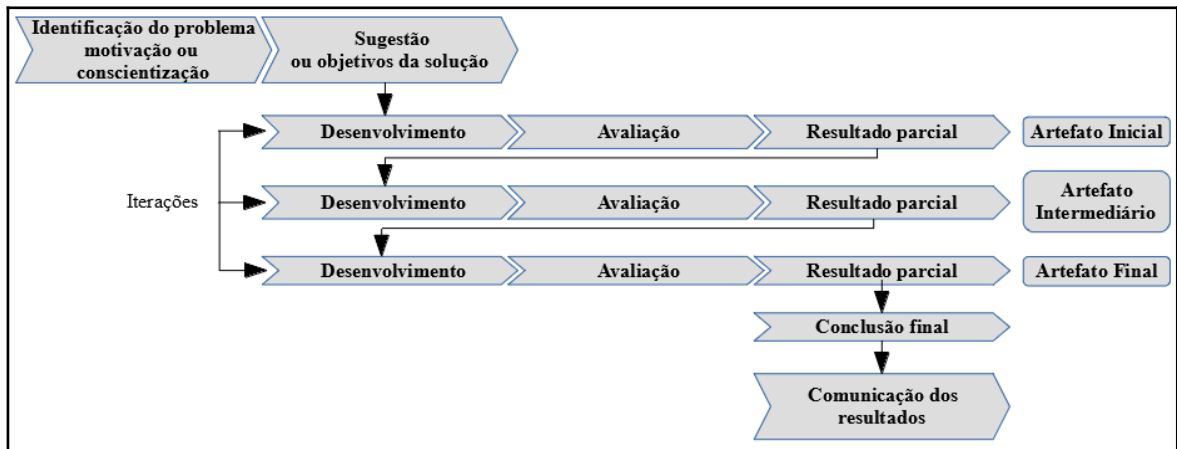 Identificação do problema
motivação ou
conscientização
Sugestão
ou objetivos da solução
Desenvolvimento
Avaliação
Resultado parcial
Artefato Inicial
Iterações
Desenvolvimento
Avaliação
Resultado parcial
Artefato
Intermediário
Desenvolvimento
Avaliação
Resultado parcial
Artefato Final
Conclusão final
Comunicação dos
resultados